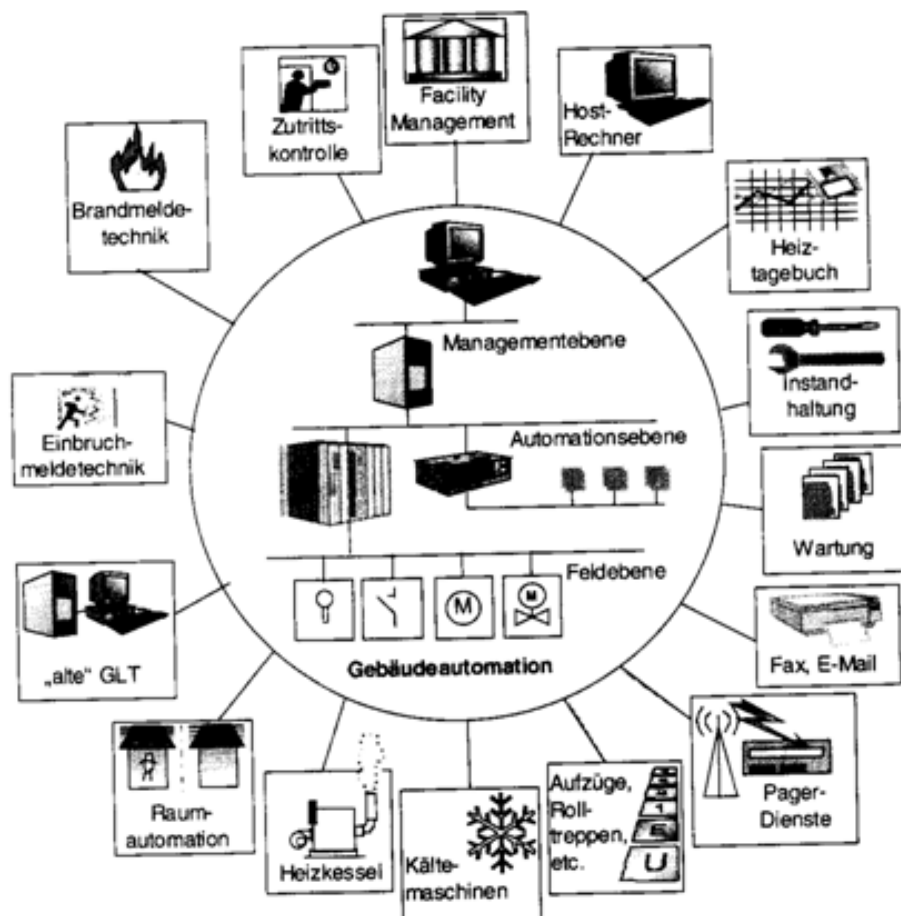 Facility
Management
Host-
Rechner
Zutritts-
kontrolle
Heiz-
tagebuch
Brandmelde-
technik
Instand-
haltung
Einbruch-
meldetechnik
Wartung
Managementebene
Automationsebene
Feldebene
M
M
Gebäudeautomation
„alte“ GLT
Fax, E-Mail
Raum-
automation
Heizkessel
Kälte-
maschinen
Aufzüge,
Roll-
treppen,
etc.
1
E
U
Pager-
Dienste